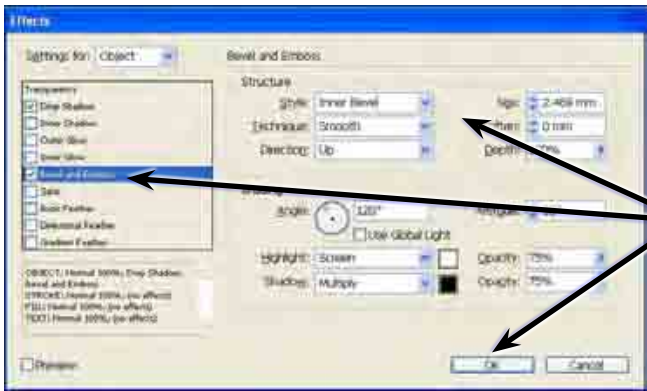 Effects
Settings for: Object
Bevel and Emboss
Transparency
Drop Shadow
Inner Shadow
Outer Glow
Inner Glow
Bevel and Emboss
Satin
Basic Feather
Directional Feather
Gradient Feather
OBJECT: Normal 100%; Drop Shadow,
Bevel and Emboss
STROKE: Normal 100%; (no effects)
FILL: Normal 100%; (no effects)
TEXT: Normal 100%; (no effects)
Preview
Structure
Style: Inner Bevel
Size: 2.469 mm
Technique: Smooth
0 mm
Direction: Up
Depth:
Angle: 120°
Use Global Light
Highlight: Screen
Opacity: 75%
Shadow: Multiply
Opacity: 75%
OK
Cancel